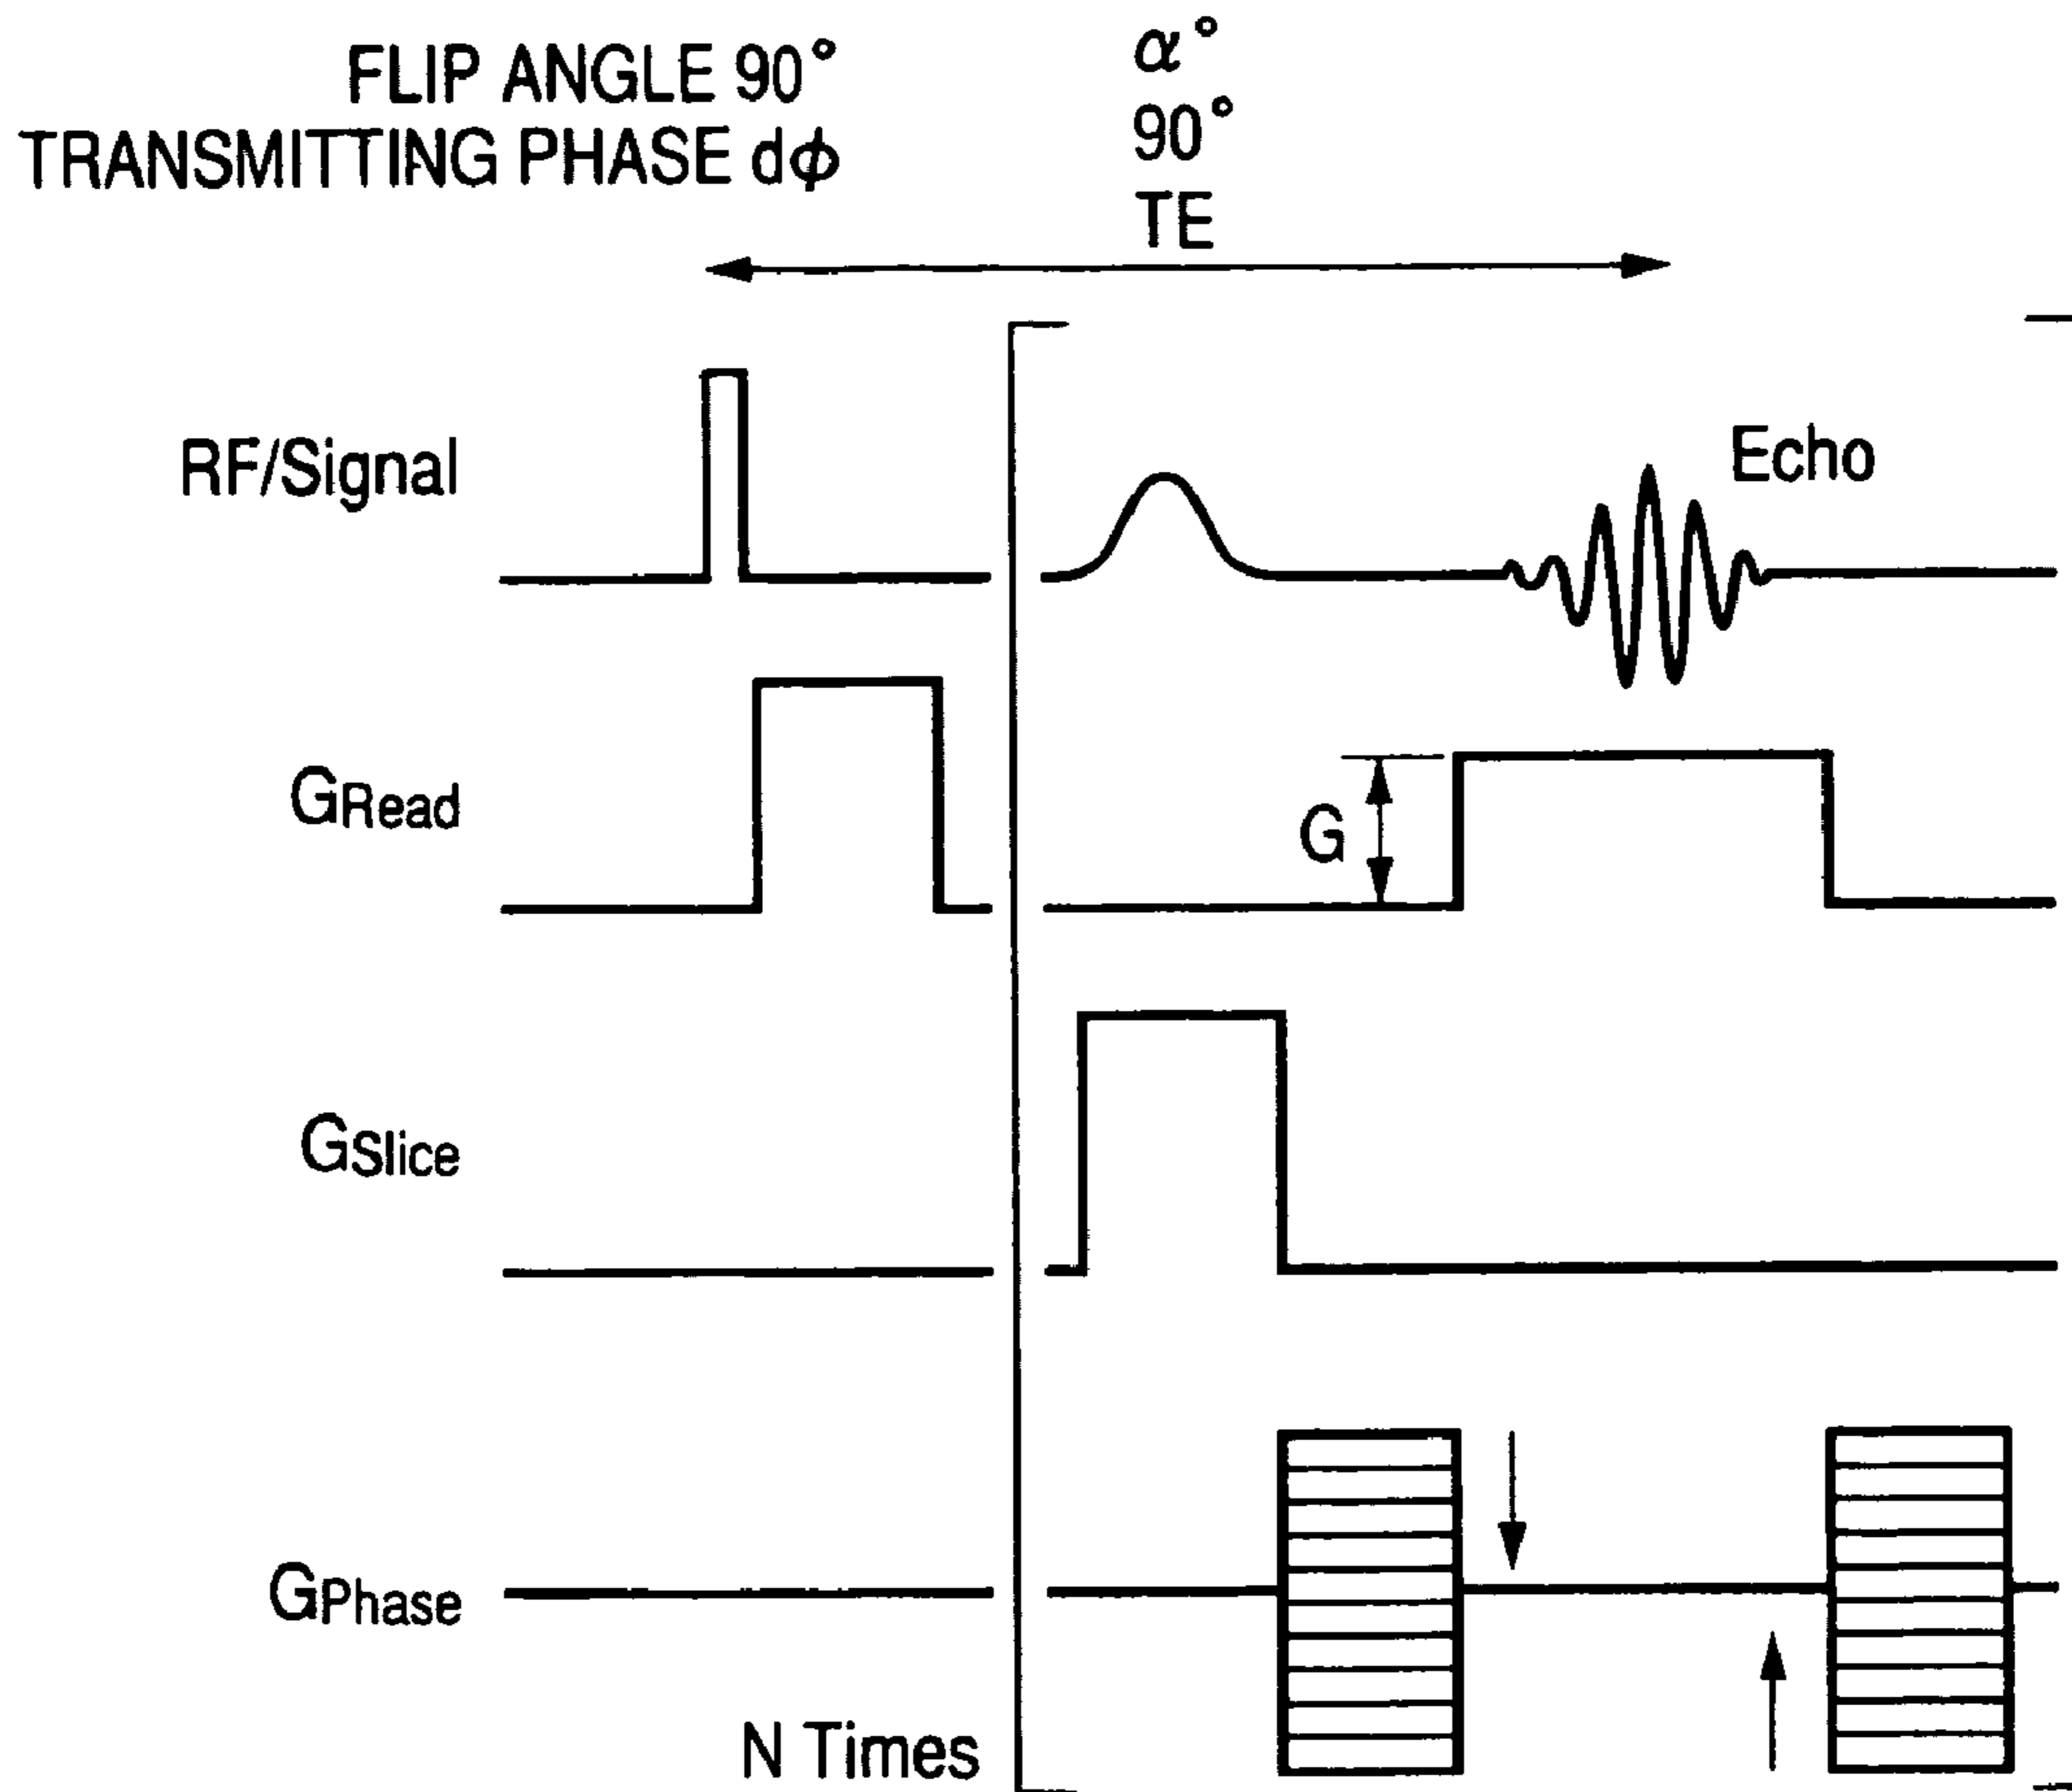 FLIP ANGLE 90° α°
TRANSMITTING PHASE dϕ 90°
TE
RF/Signal
Echo
GRead
G
GSlice
GPhase
N Times